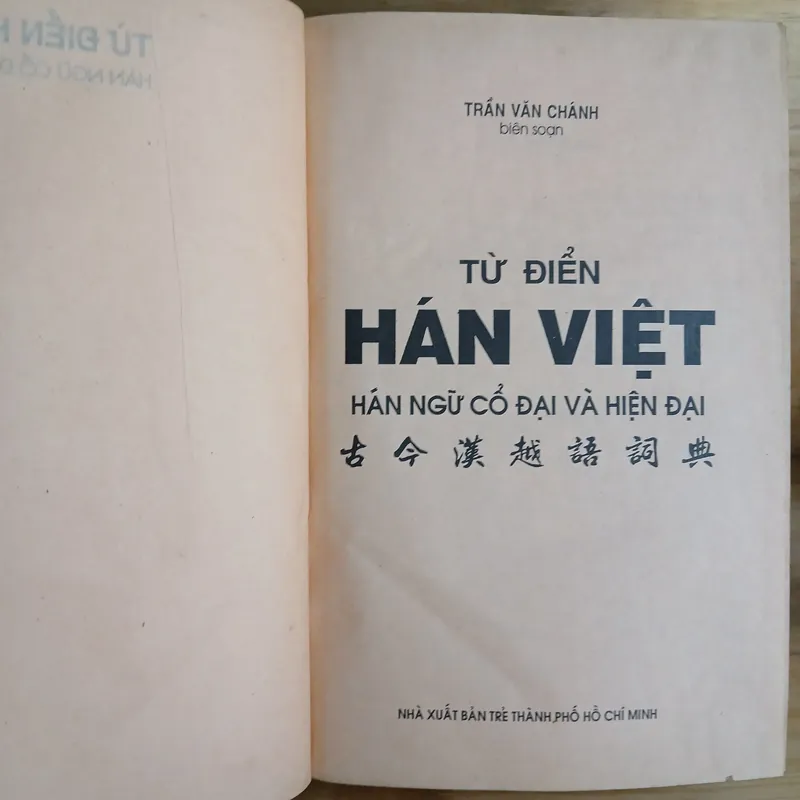 TRẦN VĂN CHÁNH
biên soạn
TỪ ĐIỂN
HÁN VIỆT
HÁN NGỮ CỔ ĐẠI VÀ HIỆN ĐẠI
古今漢越語詞典
NHÀ XUẤT BẢN TRẺ THÀNH PHỐ HỒ CHÍ MINH